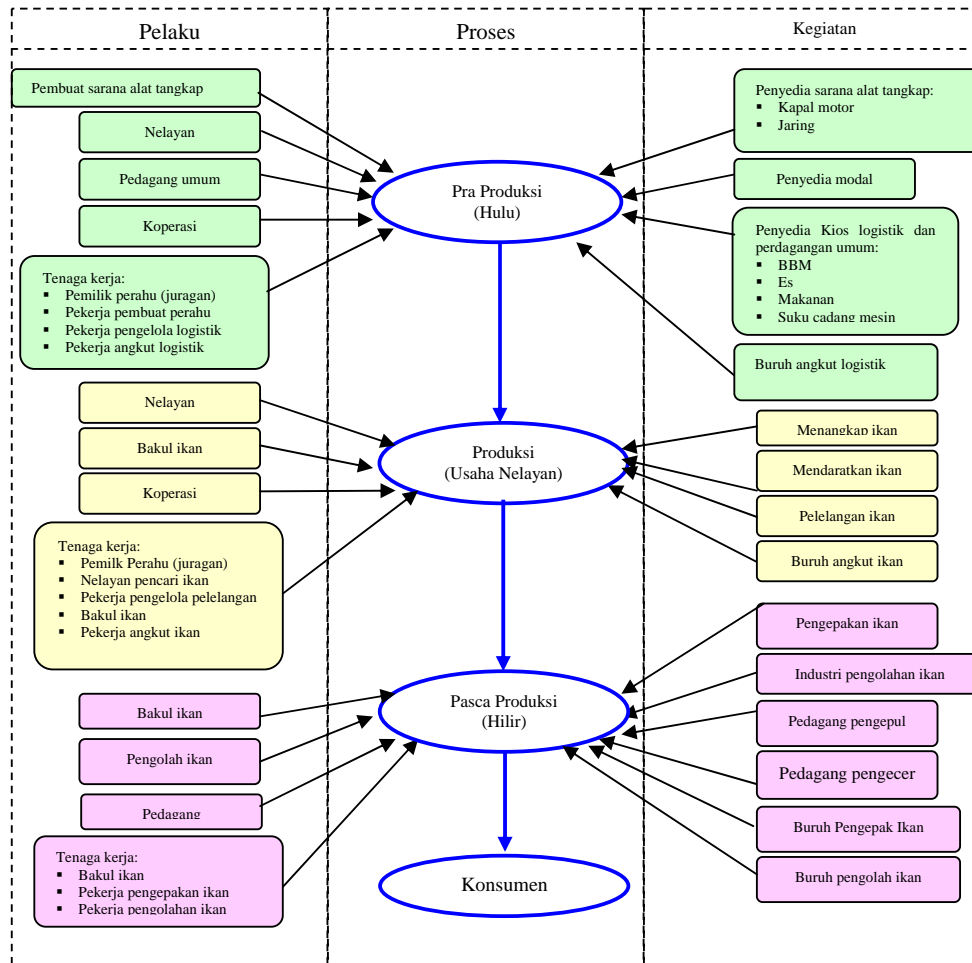 Pelaku
Proses
Kegiatan
Pembuat sarana alat tangkap
Nelayan
Pedagang umum
Koperasi
Tenaga kerja:
▪ Pemilik perahu (juragan)
▪ Pekerja pembuat perahu
▪ Pekerja pengelola logistik
▪ Pekerja angkut logistik
Pra Produksi
(Hulu)
Penyedia sarana alat tangkap:
▪ Kapal motor
▪ Jaring
Penyedia modal
Penyedia Kios logistik dan
perdagangan umum:
▪ BBM
▪ Es
▪ Makanan
▪ Suku cadang mesin
Buruh angkut logistik
Nelayan
Bakul ikan
Koperasi
Tenaga kerja:
▪ Pemilk Perahu (juragan)
▪ Nelayan pencari ikan
▪ Pekerja pengelola pelelangan
▪ Bakul ikan
▪ Pekerja angkut ikan
Produksi
(Usaha Nelayan)
Menangkap ikan
Mendaratkan ikan
Pelelangan ikan
Buruh angkut ikan
Bakul ikan
Pengolah ikan
Pedagang
Tenaga kerja:
▪ Bakul ikan
▪ Pekerja pengepakan ikan
▪ Pekerja pengolahan ikan
Pasca Produksi
(Hilir)
Pengepakan ikan
Industri pengolahan ikan
Pedagang pengepul
Pedagang pengecer
Buruh Pengepak Ikan
Buruh pengolah ikan
Konsumen